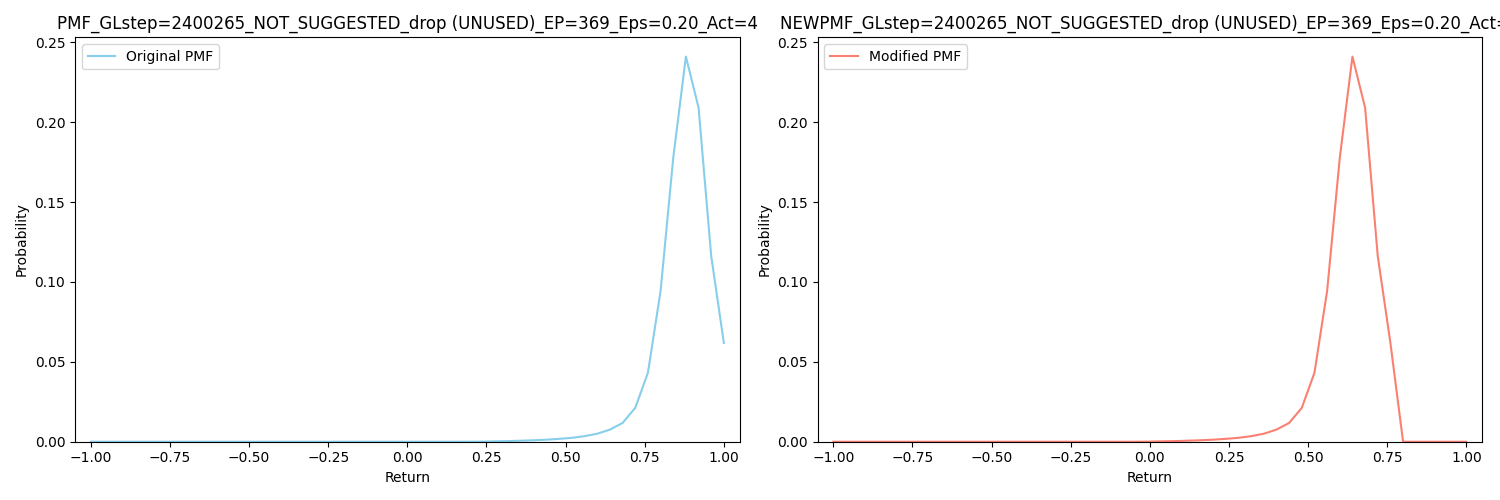 PMF_GLstep=2400265_NOT_SUGGESTED_drop (UNUSED)_EP=369_Eps=0.20_Act=4
Original PMF
0.25
0.20
0.15
0.10
0.05
0.00
Probability
−1.00 −0.75 −0.50 −0.25 0.00 0.25 0.50 0.75 1.00
Return
NEWPMF_GLstep=2400265_NOT_SUGGESTED_drop (UNUSED)_EP=369_Eps=0.20_Act=
Modified PMF
0.25
0.20
0.15
0.10
0.05
0.00
Probability
−1.00 −0.75 −0.50 −0.25 0.00 0.25 0.50 0.75 1.00
Return